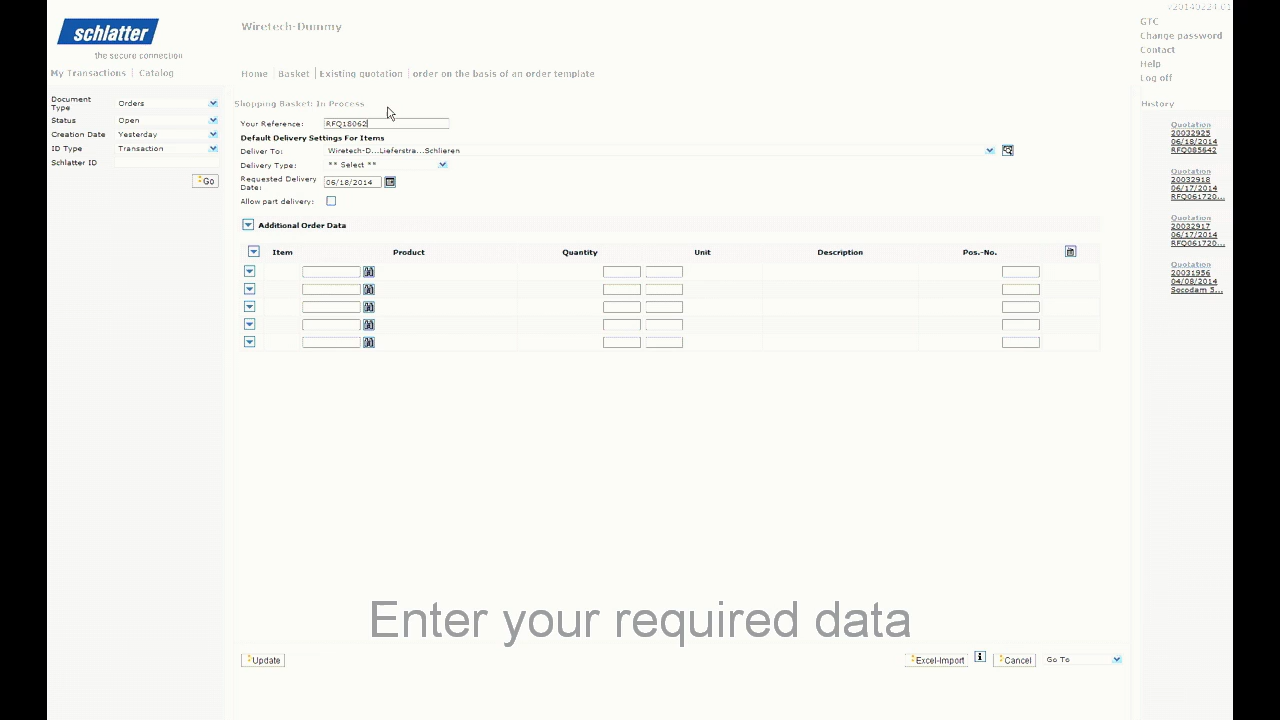 v20140224.01
schlatter
the secure connection
Wiretech-Dummy
GTC
Change password
Contact
Help
Log off
My Transactions | Catalog
Home | Basket | Existing quotation | order on the basis of an order template
Document Type
Orders
Status
Open
Creation Date
Yesterday
ID Type
Transaction
Schlatter ID
Go
Shopping Basket: In Process
Your Reference:
RFQ18062
Default Delivery Settings For Items
Deliver To:
Wiretech-D...Lieferstra...Schlieren
Delivery Type:
** Select **
Requested Delivery Date:
06/18/2014
Allow part delivery:
Additional Order Data
Item Product Quantity Unit Description Pos.-No.
History
Quotation
20032925
06/18/2014
RFQ085642
Quotation
20032918
06/17/2014
RFQ061720...
Quotation
20032917
06/17/2014
RFQ061720...
Quotation
20031956
04/08/2014
Socodam S...
Enter your required data
Update
Excel-Import
Cancel
Go To